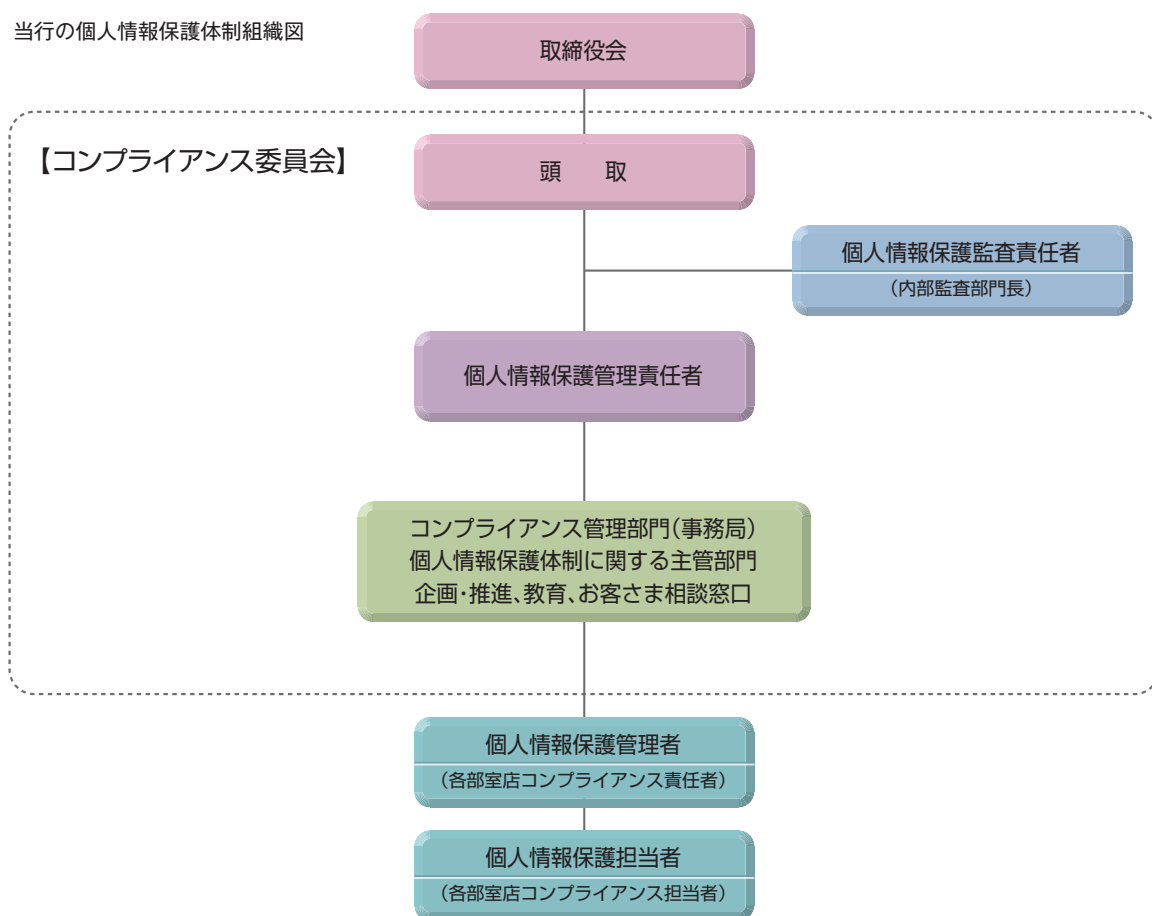 当行の個人情報保護体制組織図
取締役会
【コンプライアンス委員会】
頭　取
個人情報保護監査責任者
（内部監査部門長）
個人情報保護管理責任者
コンプライアンス管理部門（事務局）
個人情報保護体制に関する主管部門
企画・推進、教育、お客さま相談窓口
個人情報保護管理者
（各部室店コンプライアンス責任者）
個人情報保護担当者
（各部室店コンプライアンス担当者）